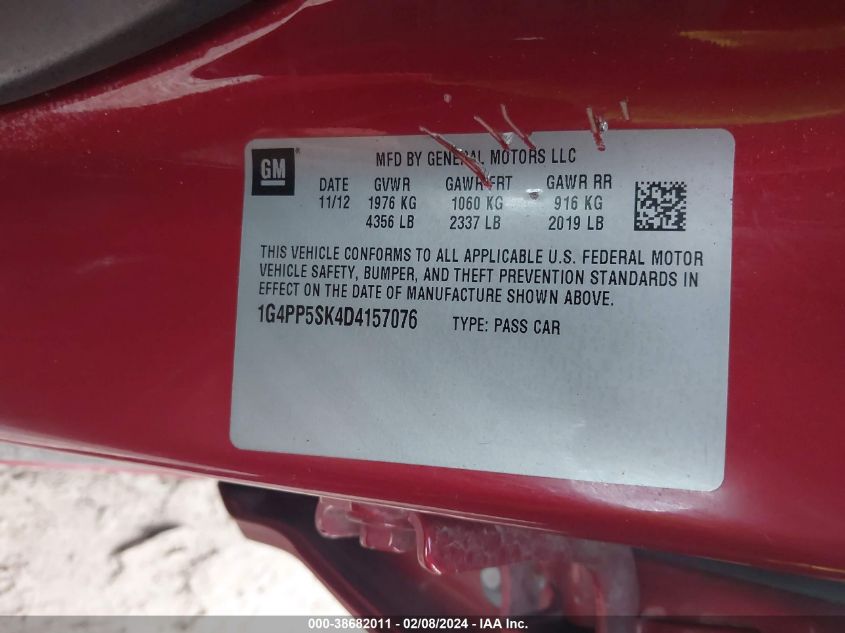 GM ®
MFD BY GENERAL MOTORS LLC
DATE GVWR GAWR FRT GAWR RR
11/12 1976 KG 1060 KG 916 KG
4356 LB 2337 LB 2019 LB
THIS VEHICLE CONFORMS TO ALL APPLICABLE U.S. FEDERAL MOTOR
VEHICLE SAFETY, BUMPER, AND THEFT PREVENTION STANDARDS IN
EFFECT ON THE DATE OF MANUFACTURE SHOWN ABOVE.
1G4PP5SK4D4157076 TYPE: PASS CAR
000-38682011 - 02/08/2024 - IAA Inc.